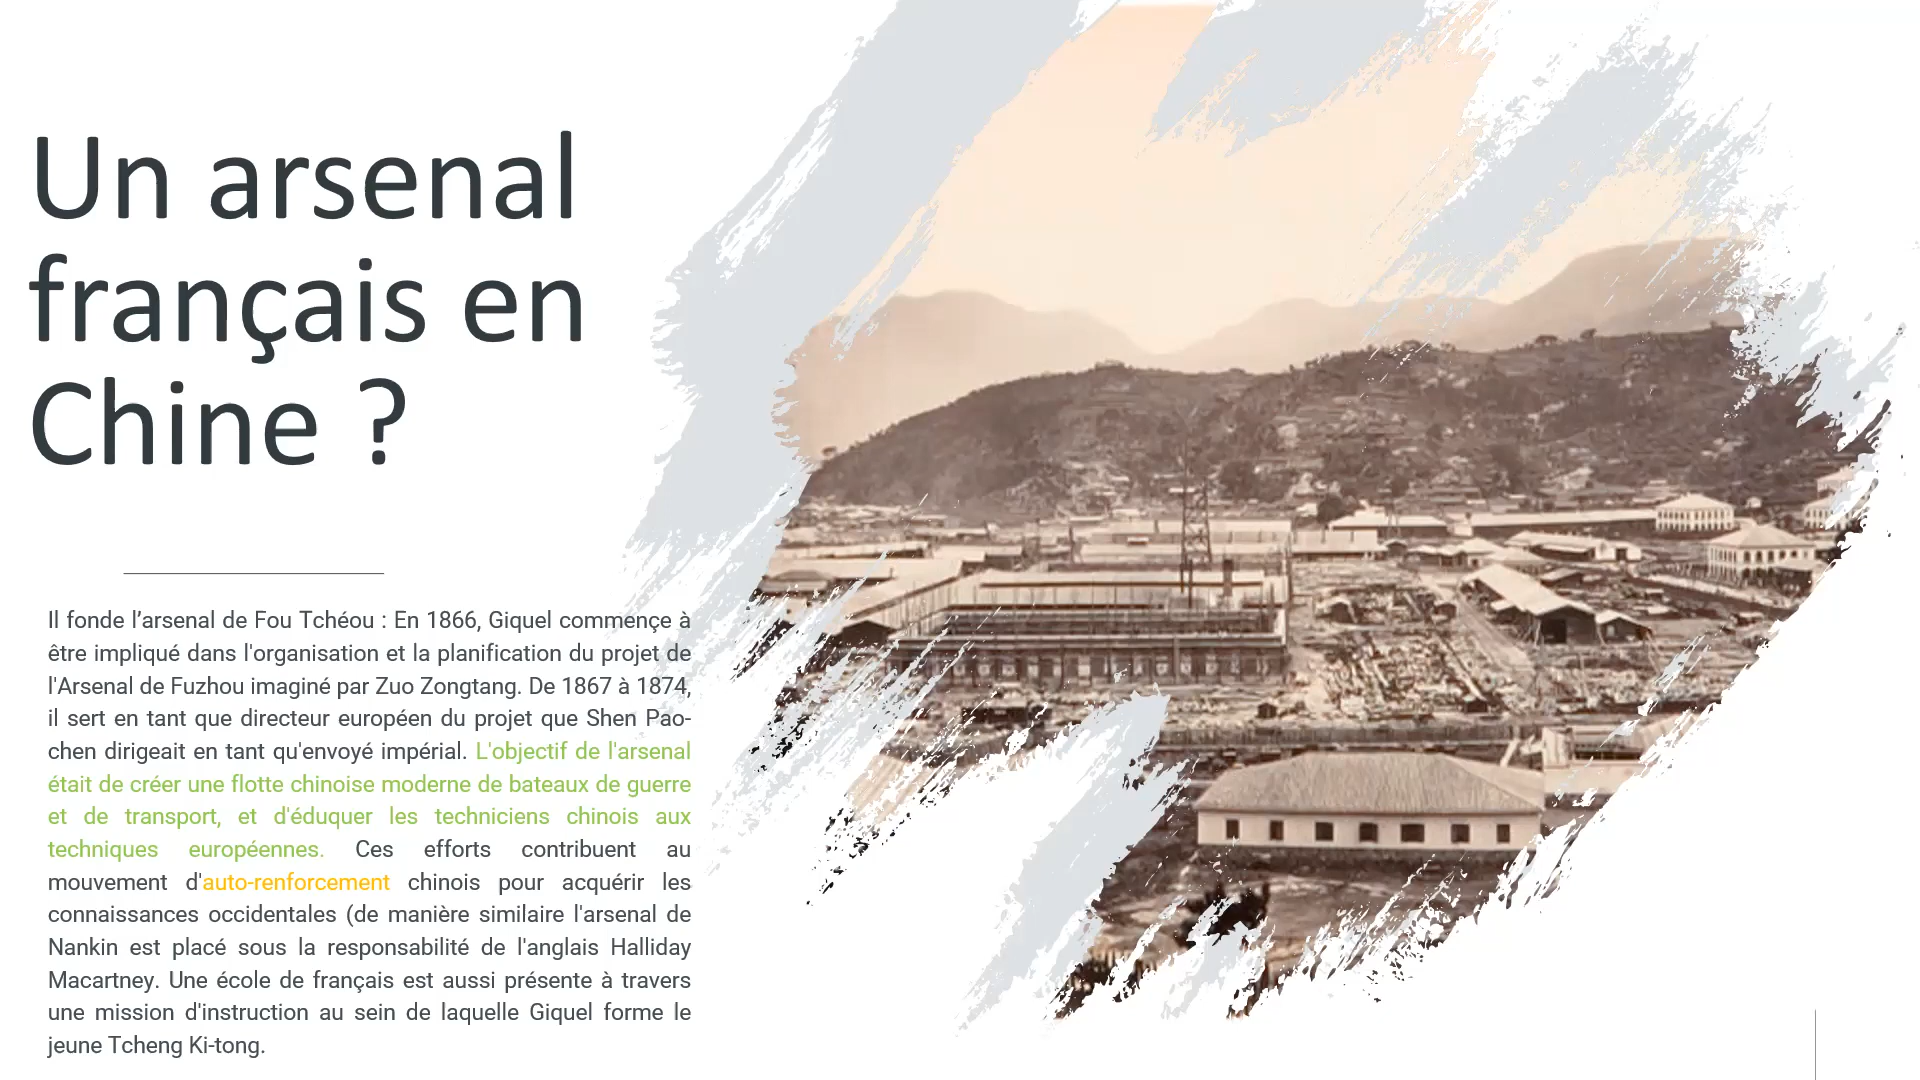 Un arsenal
français en
Chine ?
Il fonde l’arsenal de Fou Tchéou : En 1866, Giquel commençe à
être impliqué dans l'organisation et la planification du projet de
l'Arsenal de Fuzhou imaginé par Zuo Zongtang. De 1867 à 1874,
il sert en tant que directeur européen du projet que Shen Pao-
chen dirigeait en tant qu'envoyé impérial. L'objectif de l'arsenal
était de créer une flotte chinoise moderne de bateaux de guerre
et de transport, et d'éduquer les techniciens chinois aux
techniques européennes. Ces efforts contribuent au
mouvement d'auto-renforcement chinois pour acquérir les
connaissances occidentales (de manière similaire l'arsenal de
Nankin est placé sous la responsabilité de l'anglais Halliday
Macartney. Une école de français est aussi présente à travers
une mission d'instruction au sein de laquelle Giquel forme le
jeune Tcheng Ki-tong.